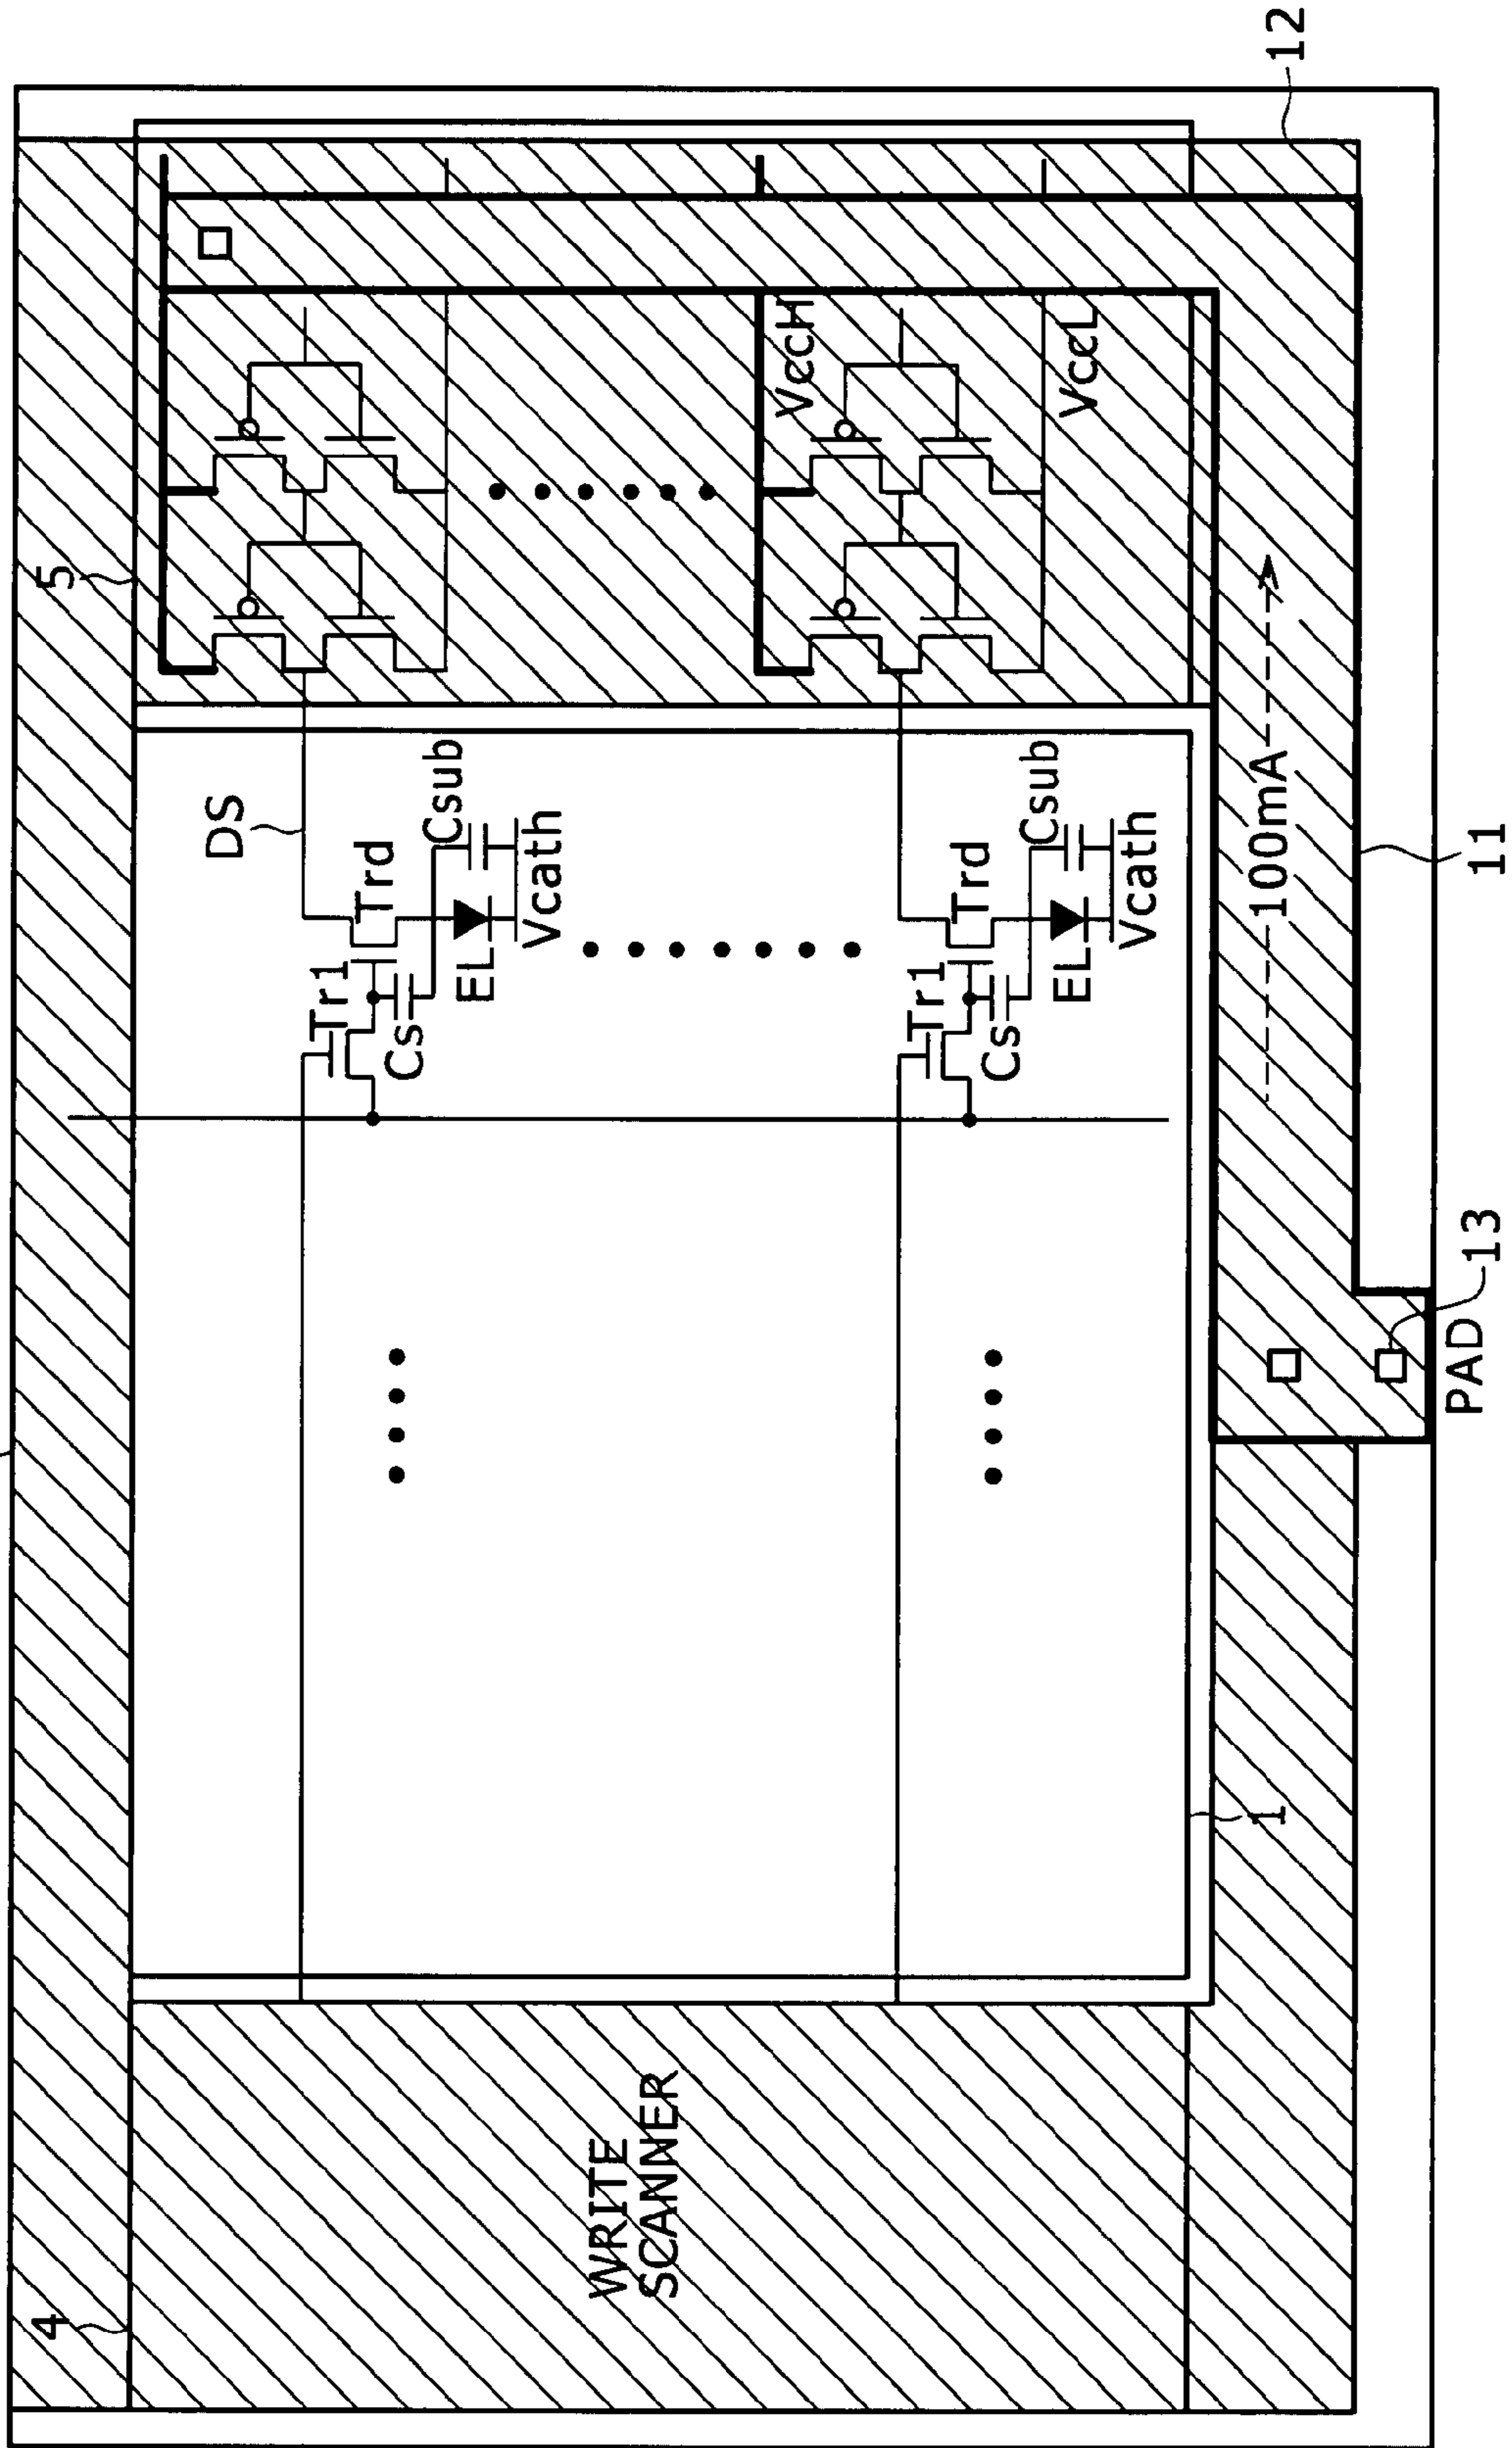 4
5
DS
Tr1
Trd
Cs
Csub
EL
Vcath
WRITE
SCANNER
VccH
Tr1
Trd
Cs
Csub
VccL
EL
Vcath
1
100mA
12
PAD
13
11